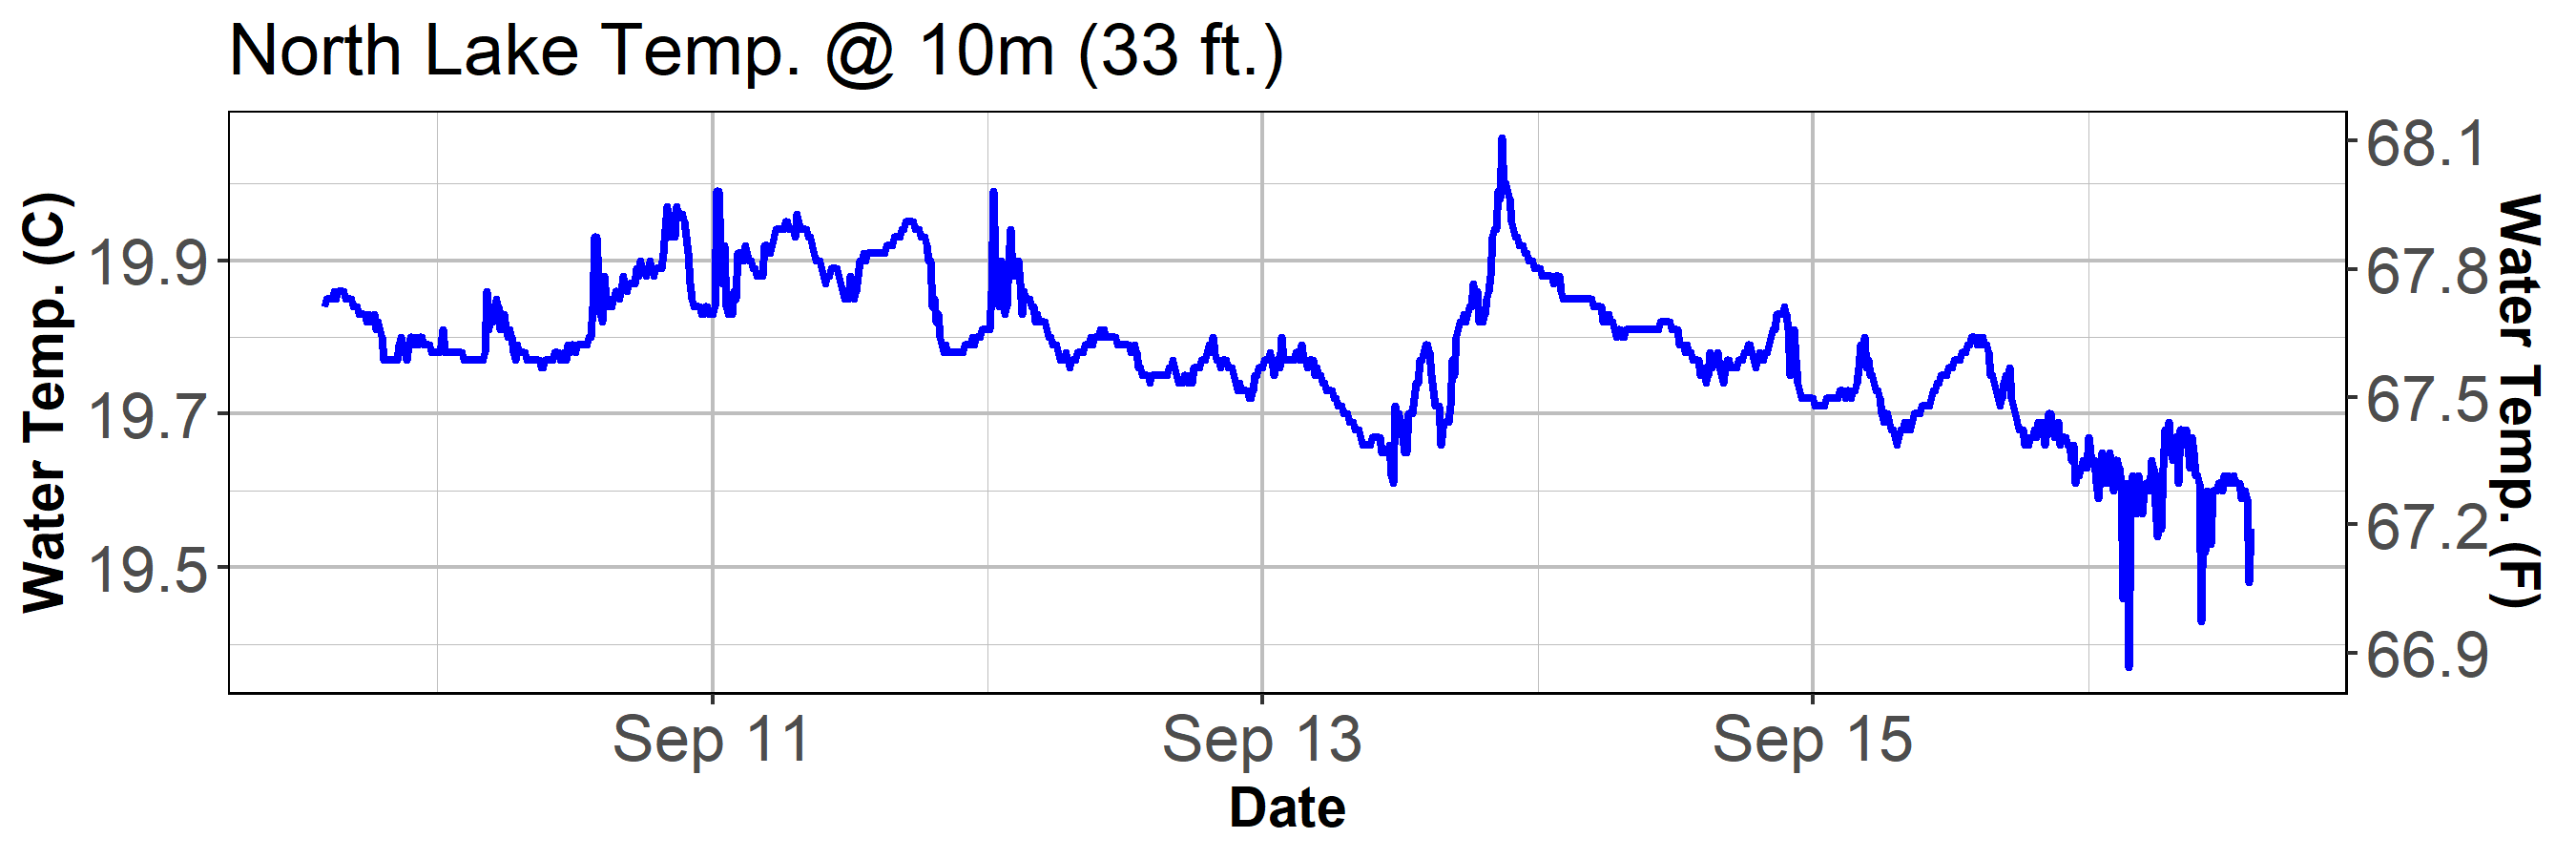 North Lake Temp. @ 10m (33 ft.)
Water Temp. (C)
19.9
19.7
19.5
68.1
67.8
67.5
67.2
66.9
Water Temp. (F)
Sep 11 Sep 13 Sep 15
Date